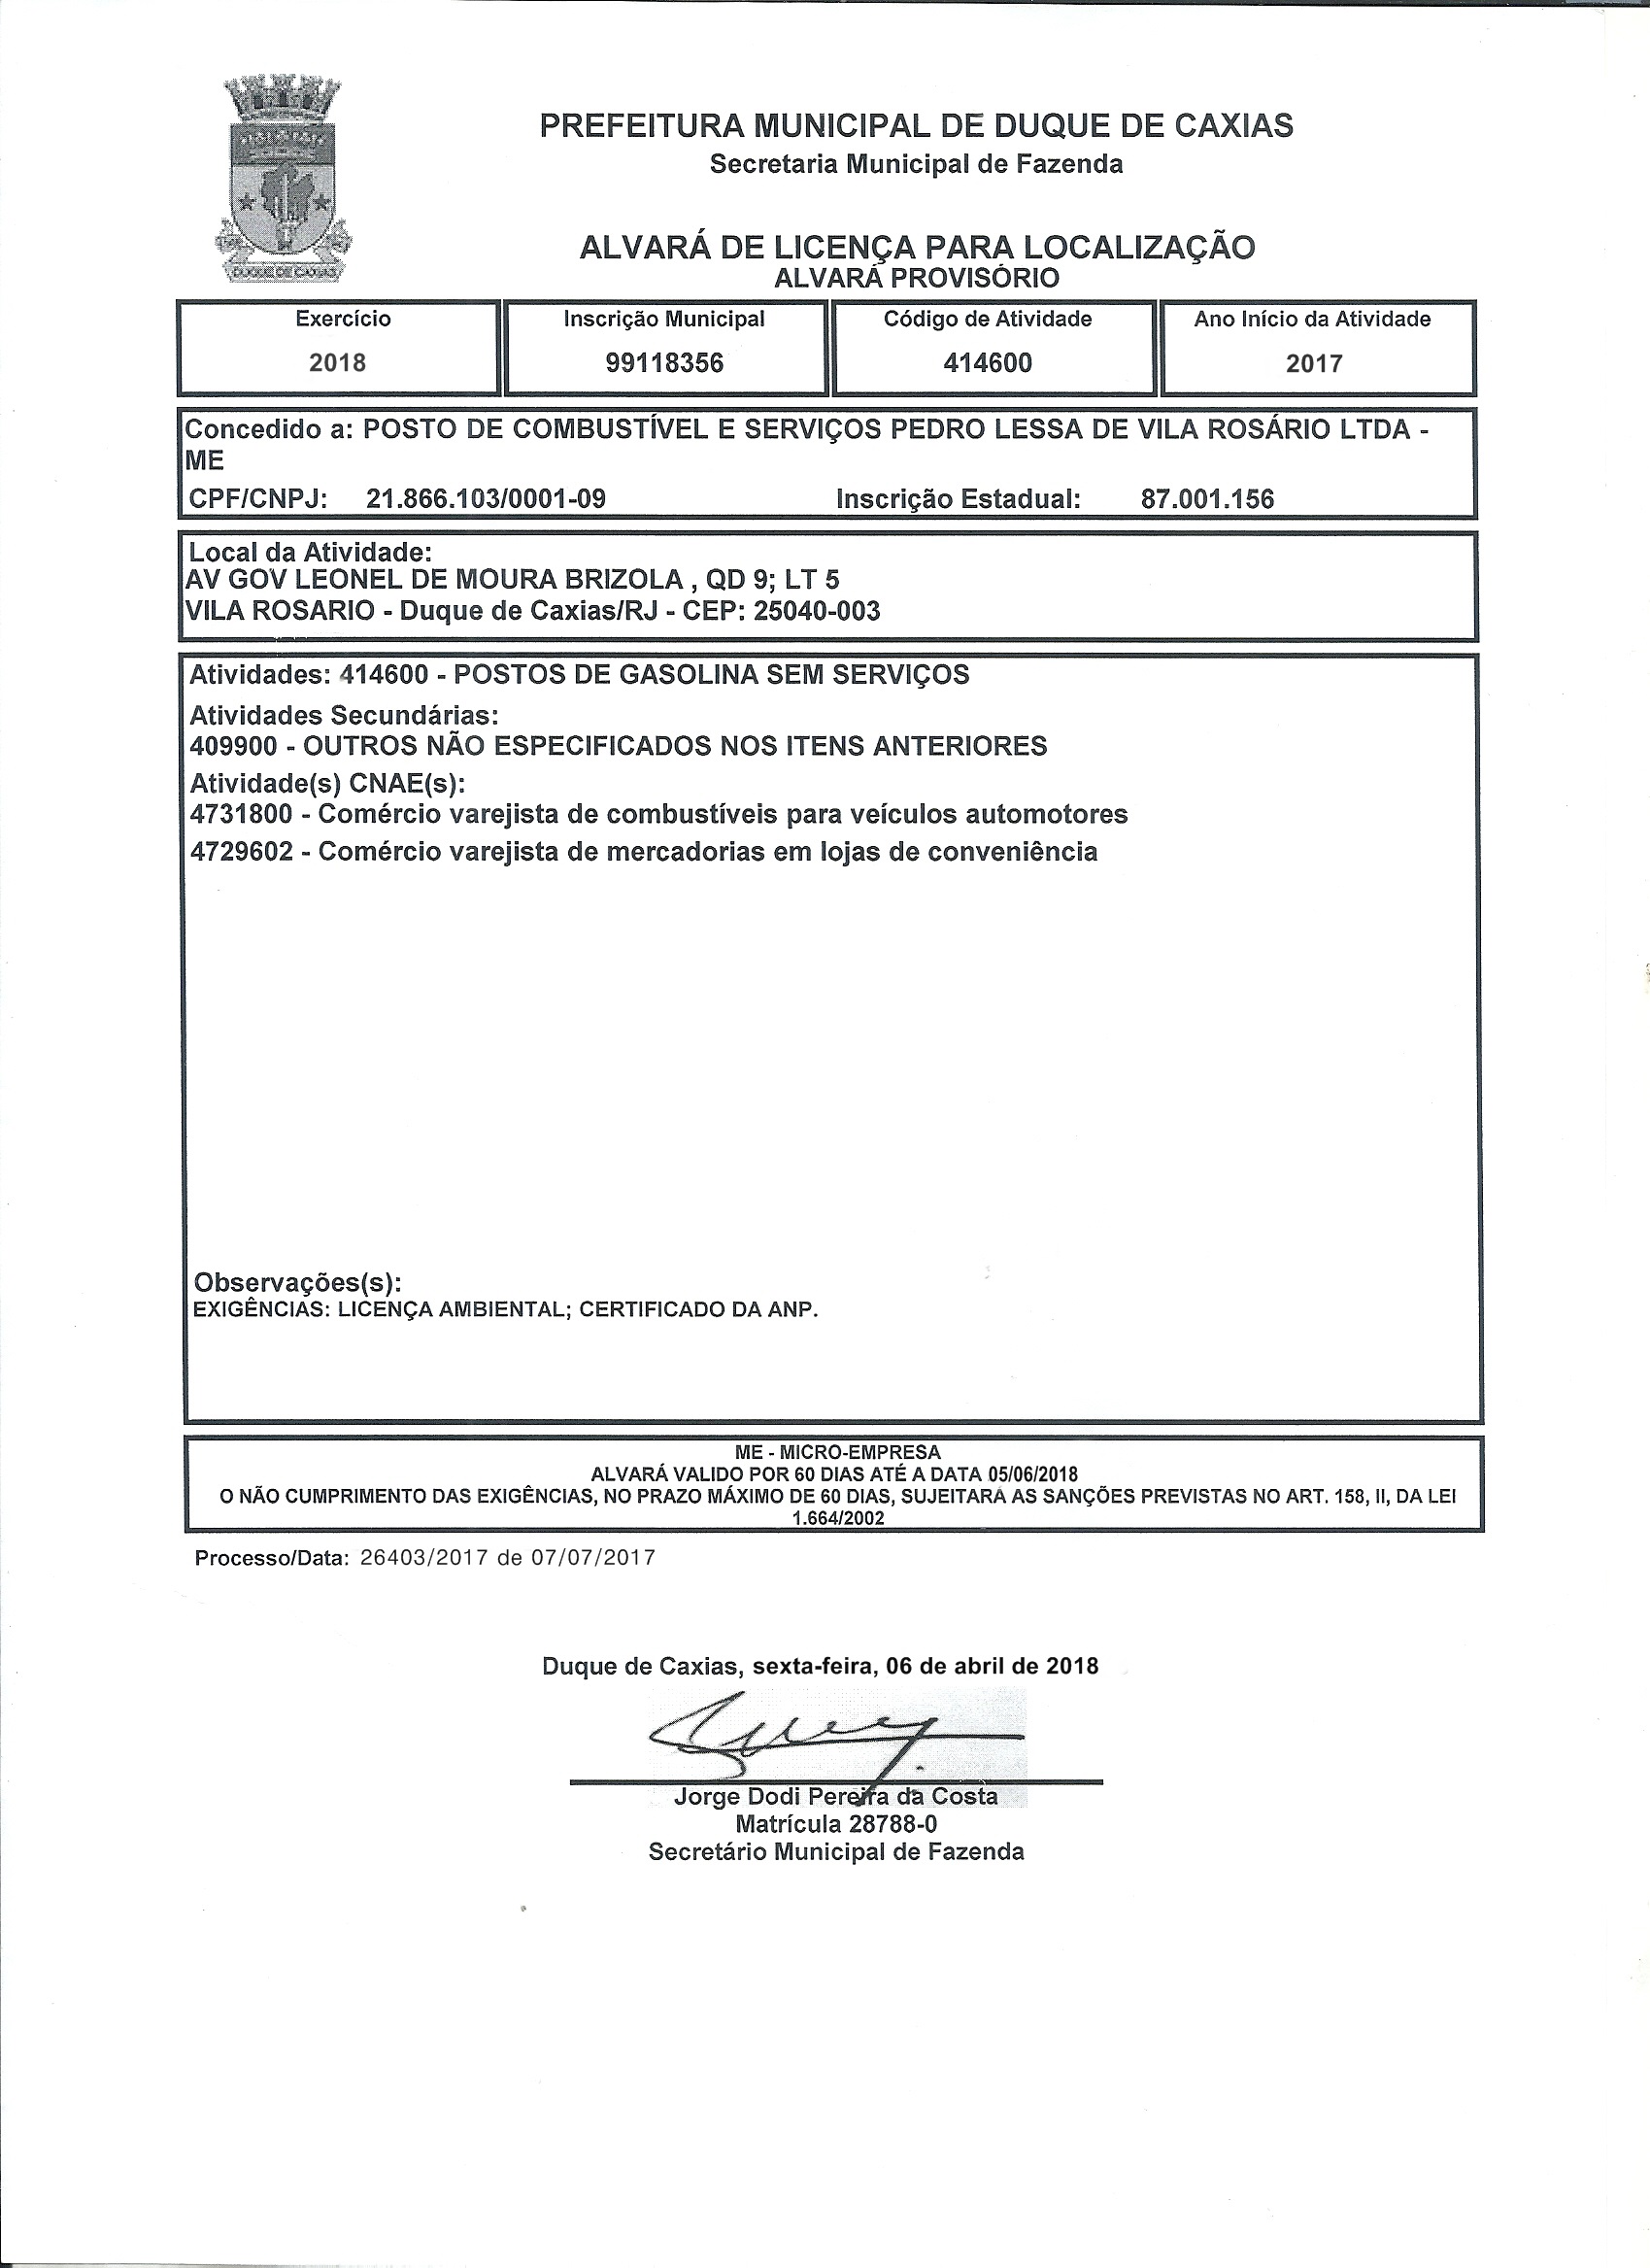 DUQUE DE CAXIAS
PREFEITURA MUNICIPAL DE DUQUE DE CAXIAS
Secretaria Municipal de Fazenda
ALVARÁ DE LICENÇA PARA LOCALIZAÇÃO
ALVARÁ PROVISÓRIO
Exercício Inscrição Municipal Código de Atividade Ano Início da Atividade
2018 99118356 414600 2017
Concedido a: POSTO DE COMBUSTÍVEL E SERVIÇOS PEDRO LESSA DE VILA ROSÁRIO LTDA -
ME
CPF/CNPJ: 21.866.103/0001-09 Inscrição Estadual: 87.001.156
Local da Atividade:
AV GOV LEONEL DE MOURA BRIZOLA , QD 9; LT 5
VILA ROSARIO - Duque de Caxias/RJ - CEP: 25040-003
Atividades: 414600 - POSTOS DE GASOLINA SEM SERVIÇOS
Atividades Secundárias:
409900 - OUTROS NÃO ESPECIFICADOS NOS ITENS ANTERIORES
Atividade(s) CNAE(s):
4731800 - Comércio varejista de combustíveis para veículos automotores
4729602 - Comércio varejista de mercadorias em lojas de conveniência
Observações(s):
EXIGÊNCIAS: LICENÇA AMBIENTAL; CERTIFICADO DA ANP.
ME - MICRO-EMPRESA
ALVARÁ VALIDO POR 60 DIAS ATÉ A DATA 05/06/2018
O NÃO CUMPRIMENTO DAS EXIGÊNCIAS, NO PRAZO MÁXIMO DE 60 DIAS, SUJEITARÁ AS SANÇÕES PREVISTAS NO ART. 158, II, DA LEI
1.664/2002
Processo/Data: 26403/2017 de 07/07/2017
Duque de Caxias, sexta-feira, 06 de abril de 2018
Jorge Dodi Pereira da Costa
Matrícula 28788-0
Secretário Municipal de Fazenda